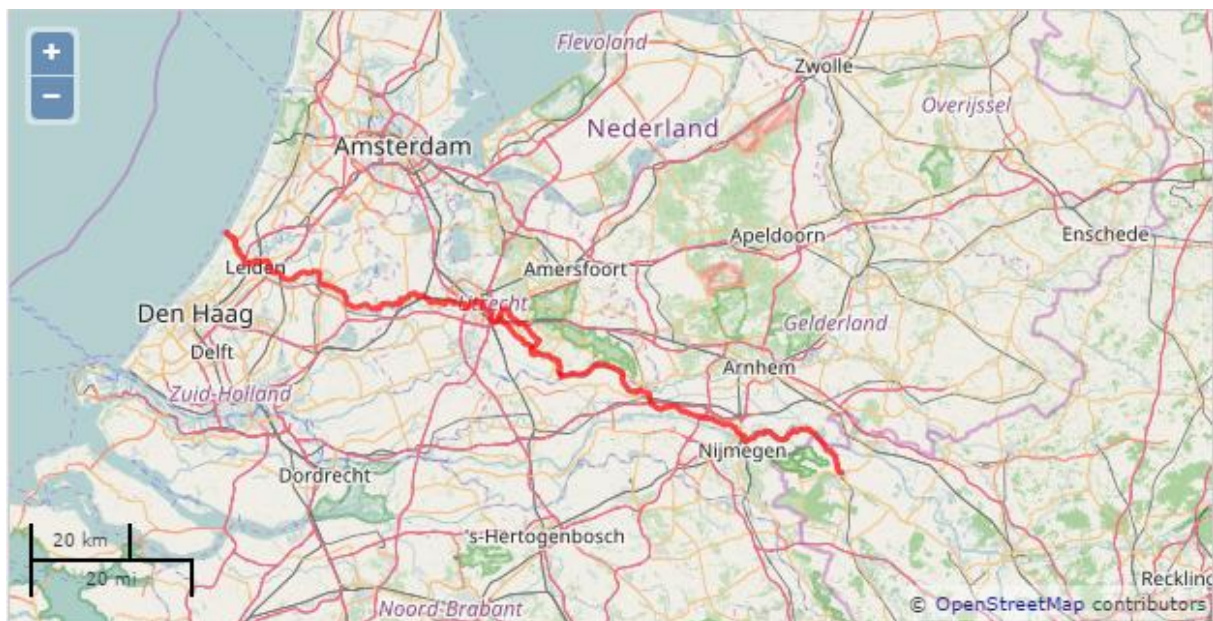 +
−
Flevoland
Zwolle
Overijssel
Nederland
Amsterdam
Apeldoorn
Enschede
Leiden
Amersfoort
Utrecht
Den Haag
Gelderland
Delft
Arnhem
Zuid-Holland
Nijmegen
Dordrecht
's-Hertogenbosch
20 km
20 mi
Reckling
Noord-Brabant
© OpenStreetMap contributors